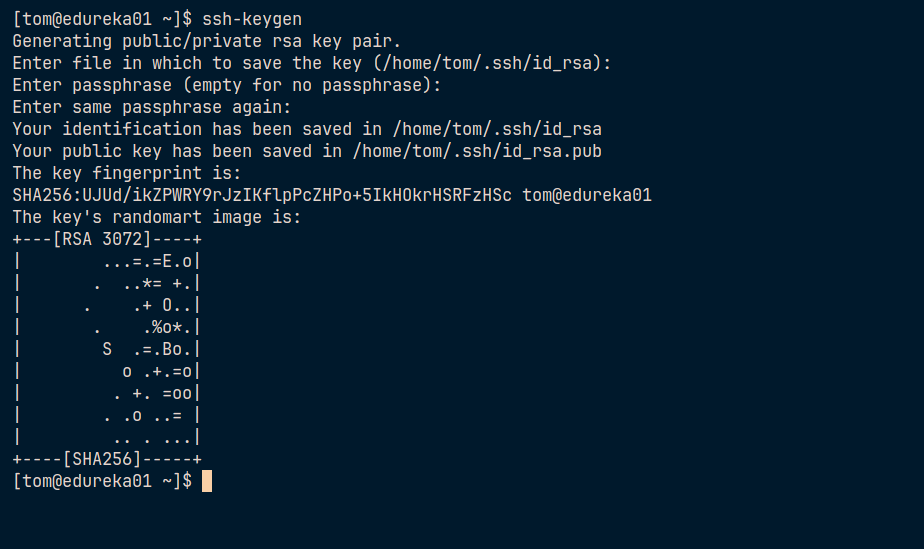 [tom@edureka01 ~]$ ssh-keygen
Generating public/private rsa key pair.
Enter file in which to save the key (/home/tom/.ssh/id_rsa):
Enter passphrase (empty for no passphrase):
Enter same passphrase again:
Your identification has been saved in /home/tom/.ssh/id_rsa
Your public key has been saved in /home/tom/.ssh/id_rsa.pub
The key fingerprint is:
SHA256:UJUd/ikZPWRY9rJzIKflpPcZHPo+5IkHOkrHSRFzHSc tom@edureka01
The key's randomart image is:
+---[RSA 3072]----+
|        ...=.=E.o|
|       .  ..*= +.|
|      .    .+ O..|
|       .    .%o*.|
|        S  .=.Bo.|
|          o .+.=o|
|         . +. =oo|
|        . .o ..= |
|         .. . ...|
+----[SHA256]-----+
[tom@edureka01 ~]$